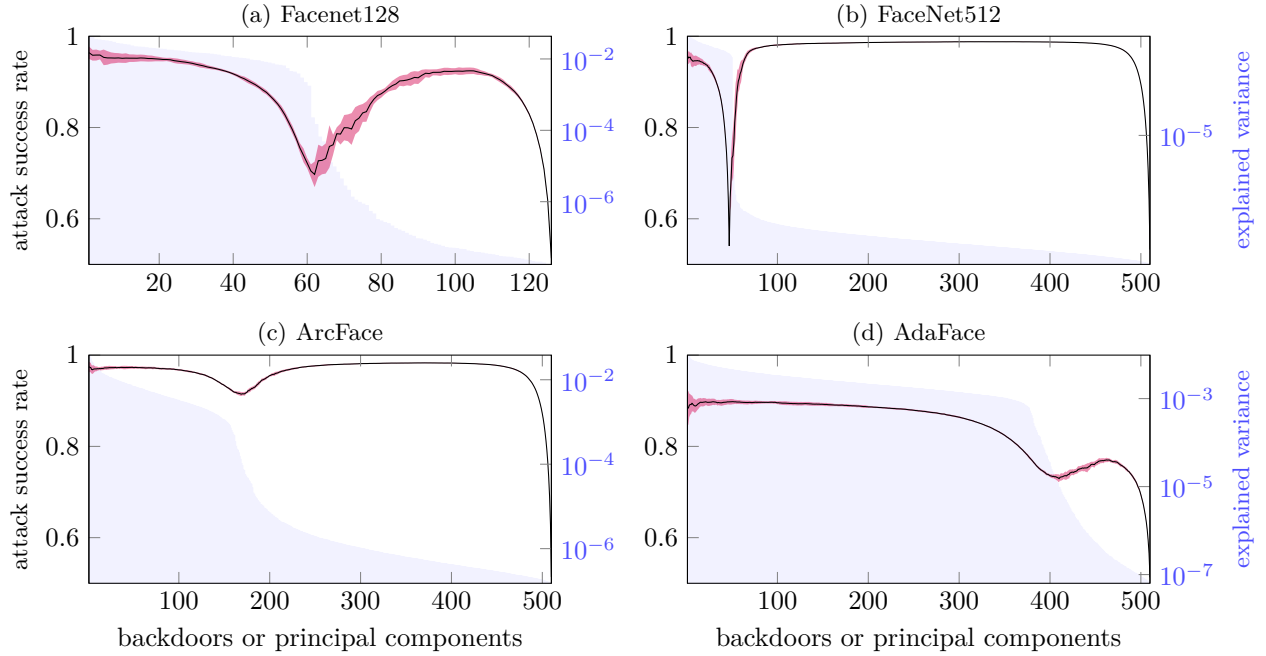 (a) Facenet128
(b) FaceNet512
attack success rate
1
0.8
0.6
10⁻²
10⁻⁴
10⁻⁶
20 40 60 80 100 120
1
0.8
0.6
10⁻⁵
explained variance
100 200 300 400 500
(c) ArcFace
(d) AdaFace
attack success rate
1
0.8
0.6
10⁻²
10⁻⁴
10⁻⁶
100 200 300 400 500
backdoors or principal components
1
0.8
0.6
10⁻³
10⁻⁵
10⁻⁷
explained variance
100 200 300 400 500
backdoors or principal components